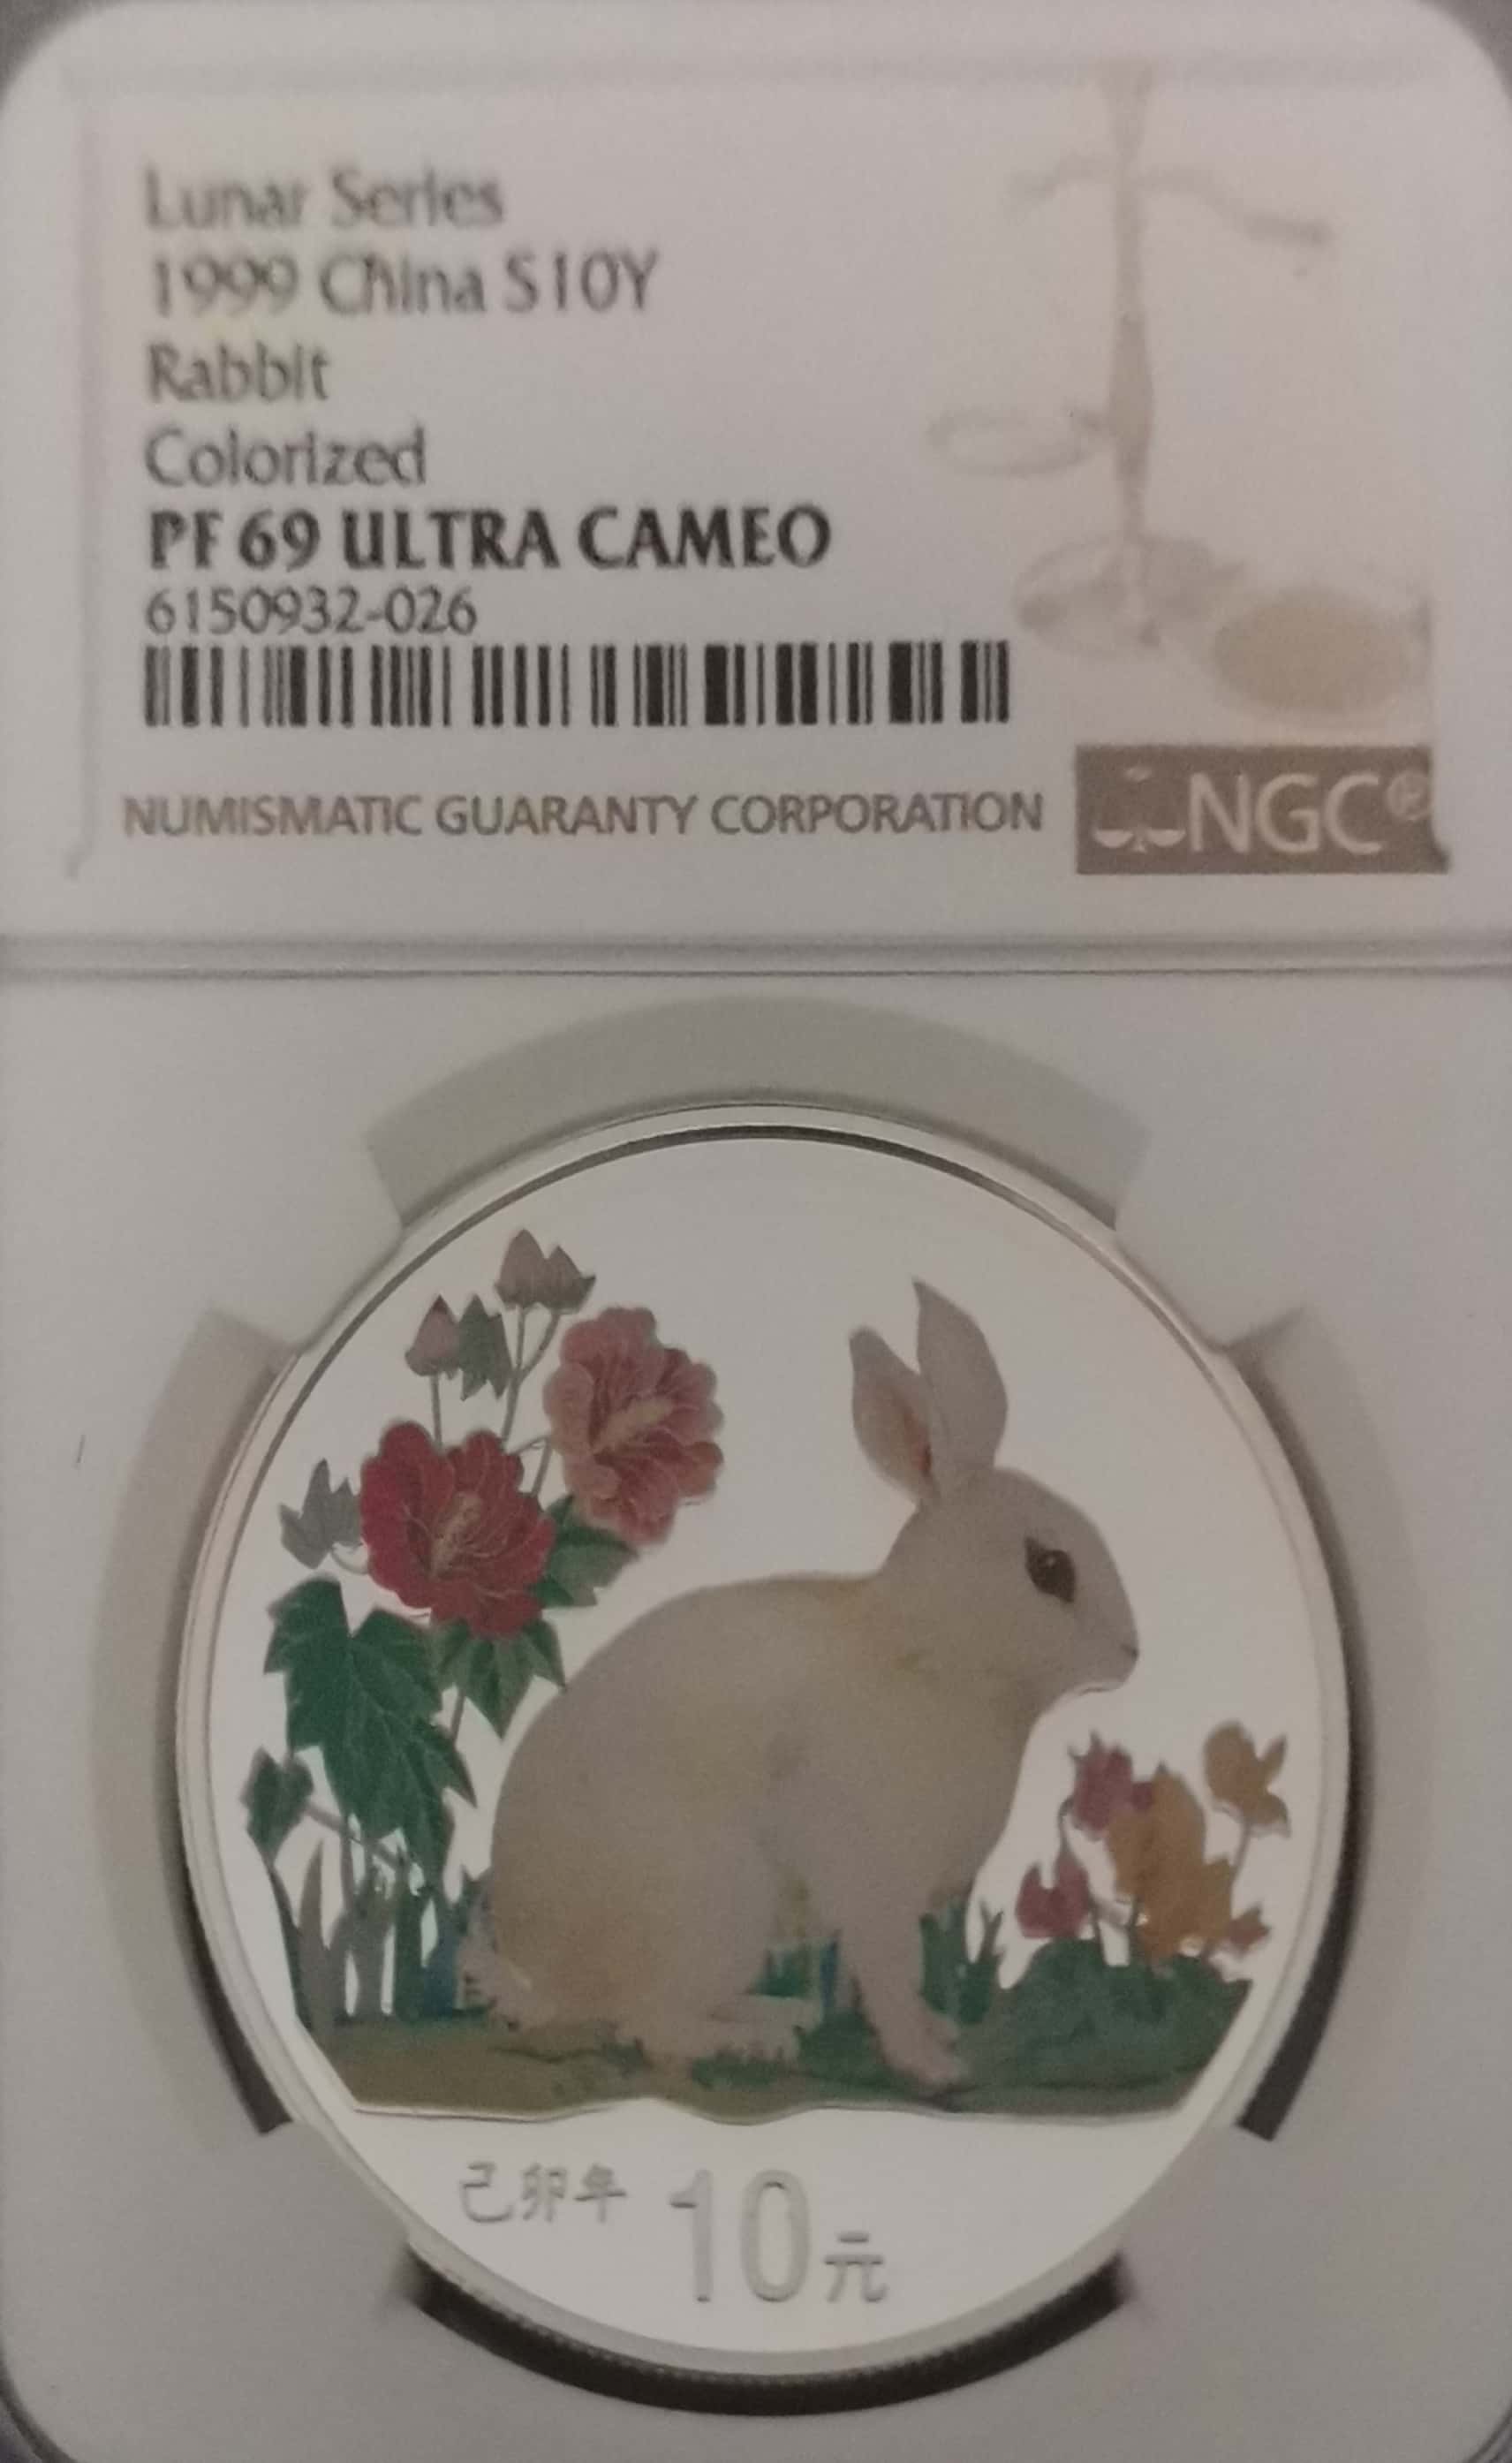 Lunar Series
1999 China S10Y
Rabbit
Colorized
PF 69 ULTRA CAMEO
6150932-026
NUMISMATIC GUARANTY CORPORATION
NGC®
己卯年 10元